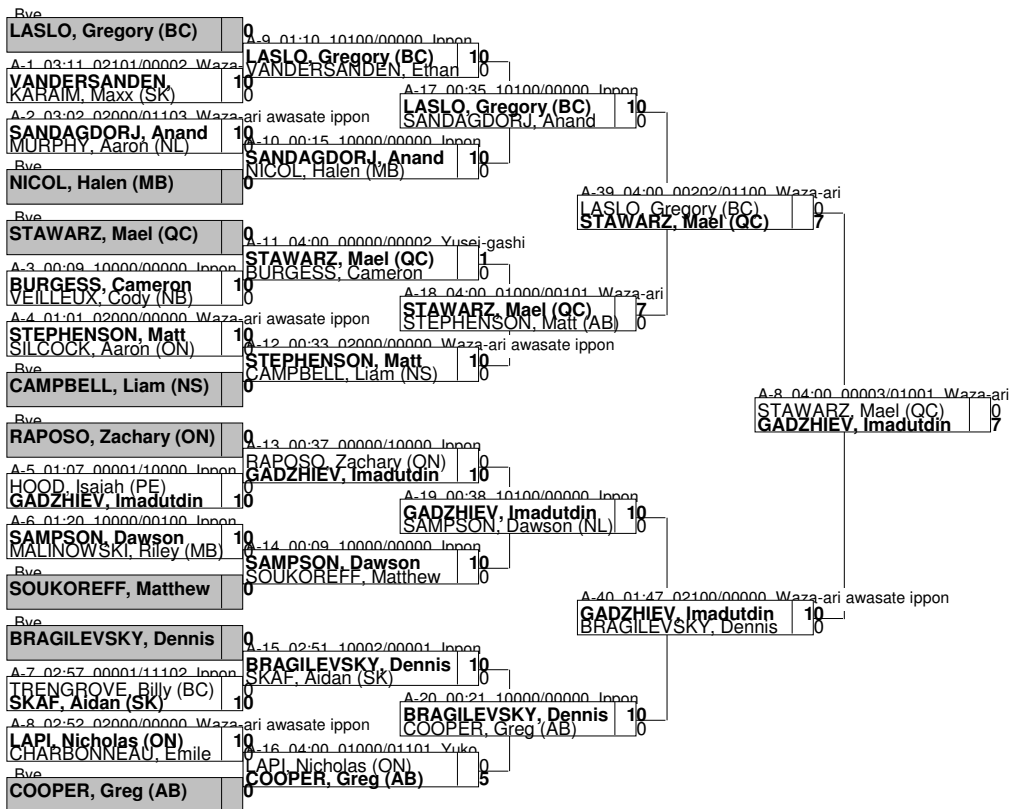 Bye
LASLO, Gregory (BC) 0
A-1 03:11 02101/00002 Waza-
VANDERSANDEN, 10
KARAIM, Maxx (SK) 0
A-2 03:02 02000/01103 Waza-ari awasate ippon
SANDAGDORJ, Anand 10
MURPHY, Aaron (NL) 0
Bye
NICOL, Halen (MB) 0
Bye
STAWARZ, Mael (QC) 0
A-3 00:09 10000/00000 Ippon
BURGESS, Cameron 10
VEILLEUX, Cody (NB) 0
A-4 01:01 02000/00000 Waza-ari awasate ippon
STEPHENSON, Matt 10
SILCOCK, Aaron (ON) 0
Bye
CAMPBELL, Liam (NS) 0
Bye
RAPOSO, Zachary (ON) 0
A-5 01:07 00001/10000 Ippon
HOOD, Isaiah (PE) 0
GADZHIEV, Imadutdin 10
A-6 01:20 10000/00100 Ippon
SAMPSON, Dawson 10
MALINOWSKI, Riley (MB) 0
Bye
SOUKOREFF, Matthew 0
Bye
BRAGILEVSKY, Dennis 0
A-7 02:57 00001/11102 Ippon
TRENGROVE, Billy (BC) 0
SKAF, Aidan (SK) 10
A-8 02:52 02000/00000 Waza-ari awasate ippon
LAPI, Nicholas (ON) 10
CHARBONNEAU, Emile 0
Bye
COOPER, Greg (AB) 0
A-9 01:10 10100/00000 Ippon
LASLO, Gregory (BC) 10
VANDERSANDEN, Ethan 0
A-10 00:15 10000/00000 Ippon
SANDAGDORJ, Anand 10
NICOL, Halen (MB) 0
A-11 04:00 00000/00002 Yusei-gashi
STAWARZ, Mael (QC) 1
BURGESS, Cameron 0
A-12 00:33 02000/00000 Waza-ari awasate ippon
STEPHENSON, Matt 10
CAMPBELL, Liam (NS) 0
A-13 00:37 00000/10000 Ippon
RAPOSO, Zachary (ON) 0
GADZHIEV, Imadutdin 10
A-14 00:09 10000/00000 Ippon
SAMPSON, Dawson 10
SOUKOREFF, Matthew 0
A-15 02:51 10002/00001 Ippon
BRAGILEVSKY, Dennis 10
SKAF, Aidan (SK) 0
A-16 04:00 01000/01101 Yuko
LAPI, Nicholas (ON) 0
COOPER, Greg (AB) 5
A-17 00:35 10100/00000 Ippon
LASLO, Gregory (BC) 10
SANDAGDORJ, Anand 0
A-18 04:00 01000/00101 Waza-ari
STAWARZ, Mael (QC) 7
STEPHENSON, Matt (AB) 0
A-19 00:38 10100/00000 Ippon
GADZHIEV, Imadutdin 10
SAMPSON, Dawson (NL) 0
A-20 00:21 10000/00000 Ippon
BRAGILEVSKY, Dennis 10
COOPER, Greg (AB) 0
A-39 04:00 00202/01100 Waza-ari
LASLO, Gregory (BC) 0
STAWARZ, Mael (QC) 7
A-40 01:47 02100/00000 Waza-ari awasate ippon
GADZHIEV, Imadutdin 10
BRAGILEVSKY, Dennis 0
A-8 04:00 00003/01001 Waza-ari
STAWARZ, Mael (QC) 0
GADZHIEV, Imadutdin 7